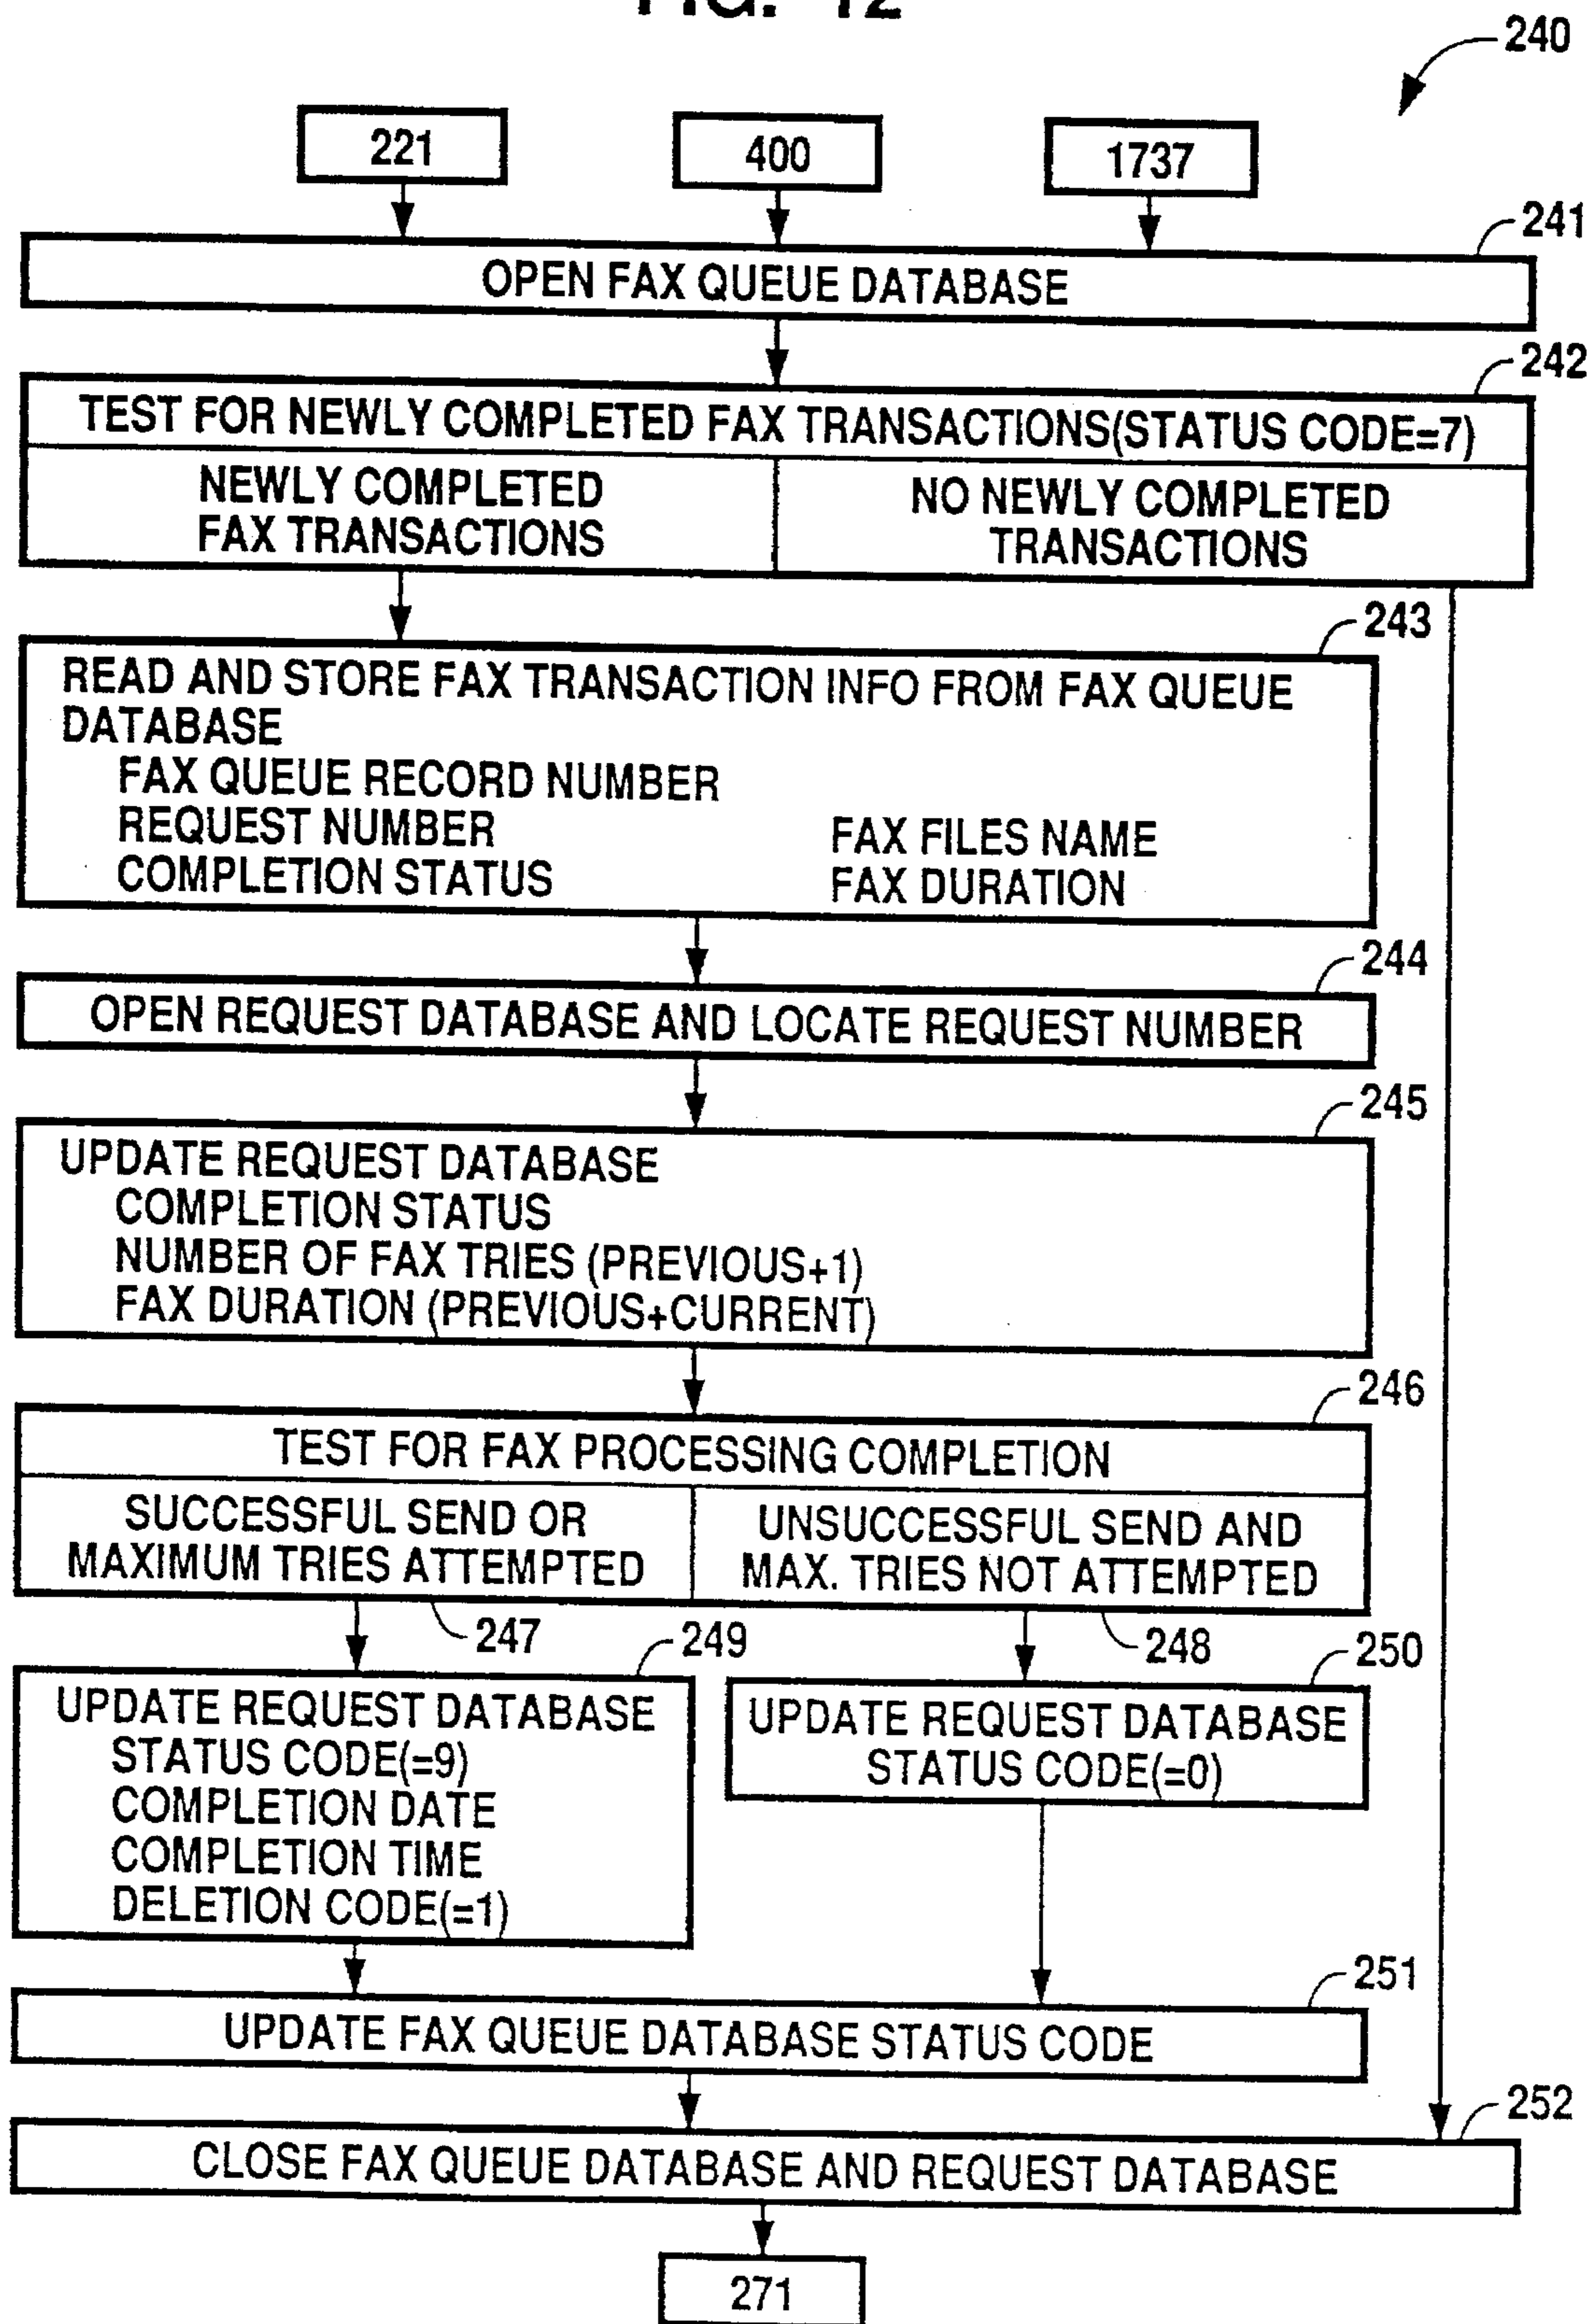 FIG. 12
240
221
400
1737
241
OPEN FAX QUEUE DATABASE
242
TEST FOR NEWLY COMPLETED FAX TRANSACTIONS(STATUS CODE=7)
NEWLY COMPLETED
FAX TRANSACTIONS
NO NEWLY COMPLETED
TRANSACTIONS
243
READ AND STORE FAX TRANSACTION INFO FROM FAX QUEUE
DATABASE
FAX QUEUE RECORD NUMBER
REQUEST NUMBER
FAX FILES NAME
COMPLETION STATUS
FAX DURATION
244
OPEN REQUEST DATABASE AND LOCATE REQUEST NUMBER
245
UPDATE REQUEST DATABASE
COMPLETION STATUS
NUMBER OF FAX TRIES (PREVIOUS+1)
FAX DURATION (PREVIOUS+CURRENT)
246
TEST FOR FAX PROCESSING COMPLETION
SUCCESSFUL SEND OR
MAXIMUM TRIES ATTEMPTED
UNSUCCESSFUL SEND AND
MAX. TRIES NOT ATTEMPTED
247
248
249
UPDATE REQUEST DATABASE
STATUS CODE(=9)
COMPLETION DATE
COMPLETION TIME
DELETION CODE(=1)
250
UPDATE REQUEST DATABASE
STATUS CODE(=0)
251
UPDATE FAX QUEUE DATABASE STATUS CODE
252
CLOSE FAX QUEUE DATABASE AND REQUEST DATABASE
271